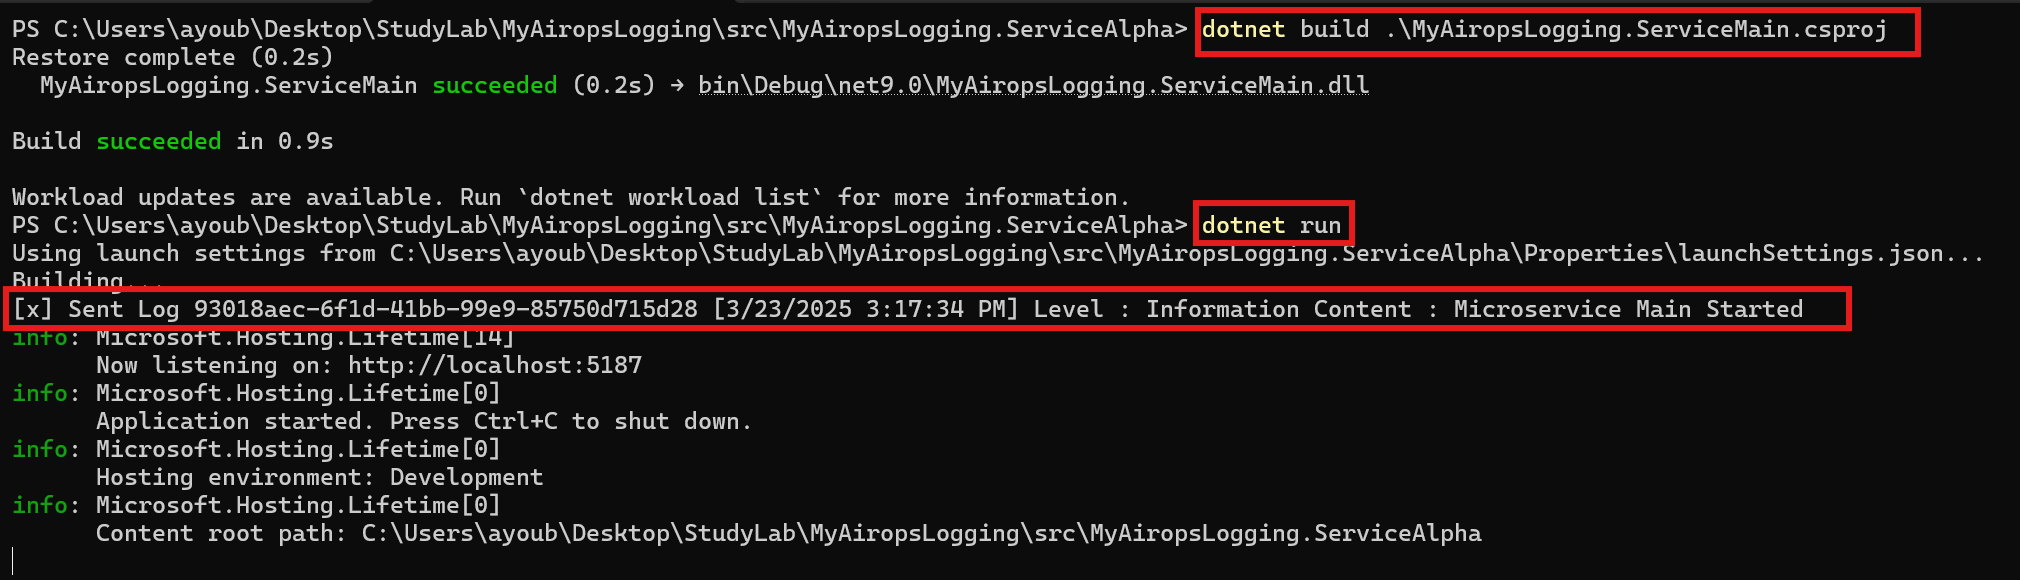 PS C:\Users\ayoub\Desktop\StudyLab\MyAiropsLogging\src\MyAiropsLogging.ServiceAlpha> dotnet build .\MyAiropsLogging.ServiceMain.csproj
Restore complete (0.2s)
  MyAiropsLogging.ServiceMain succeeded (0.2s) → bin\Debug\net9.0\MyAiropsLogging.ServiceMain.dll
Build succeeded in 0.9s
Workload updates are available. Run `dotnet workload list` for more information.
PS C:\Users\ayoub\Desktop\StudyLab\MyAiropsLogging\src\MyAiropsLogging.ServiceAlpha> dotnet run
Using launch settings from C:\Users\ayoub\Desktop\StudyLab\MyAiropsLogging\src\MyAiropsLogging.ServiceAlpha\Properties\launchSettings.json...
Building...
[x] Sent Log 93018aec-6f1d-41bb-99e9-85750d715d28 [3/23/2025 3:17:34 PM] Level : Information Content : Microservice Main Started
info: Microsoft.Hosting.Lifetime[14]
      Now listening on: http://localhost:5187
info: Microsoft.Hosting.Lifetime[0]
      Application started. Press Ctrl+C to shut down.
info: Microsoft.Hosting.Lifetime[0]
      Hosting environment: Development
info: Microsoft.Hosting.Lifetime[0]
      Content root path: C:\Users\ayoub\Desktop\StudyLab\MyAiropsLogging\src\MyAiropsLogging.ServiceAlpha